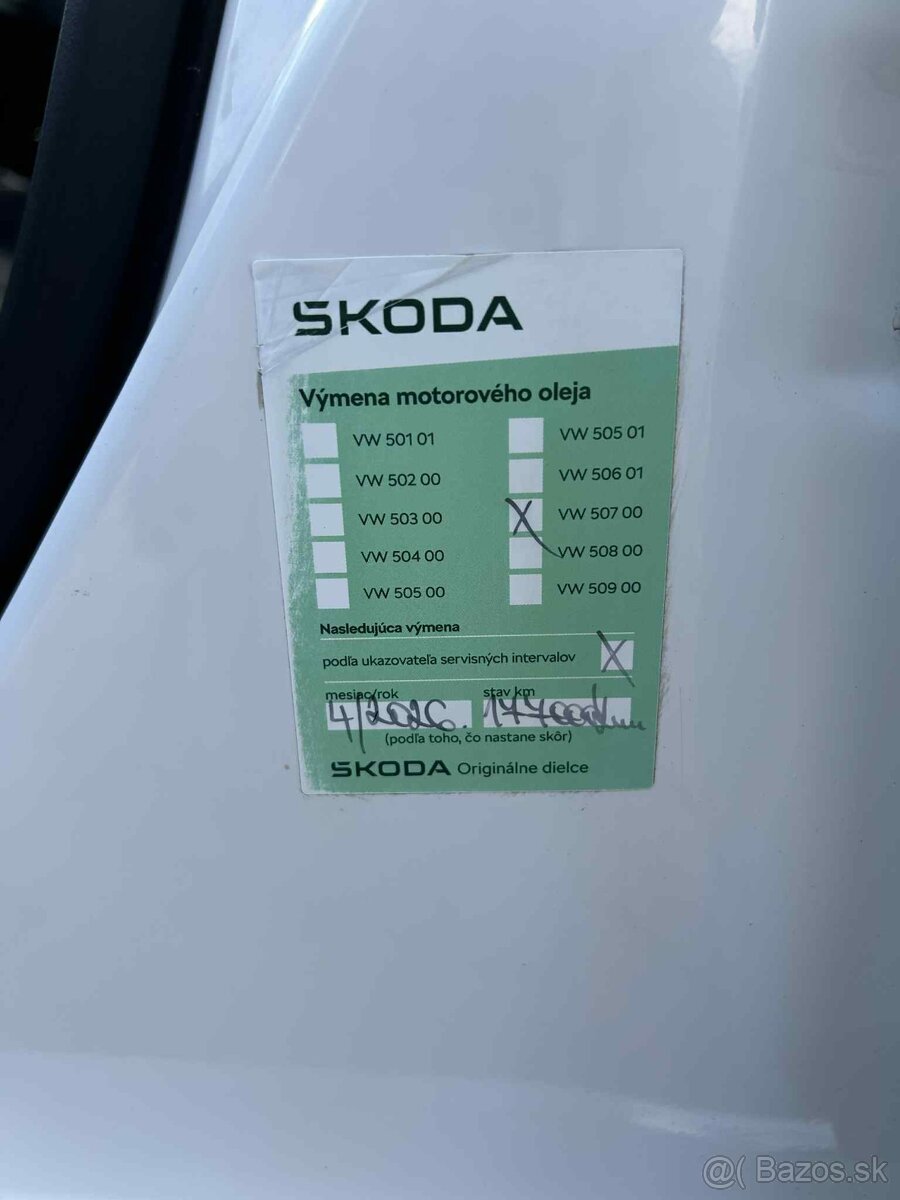 ŠKODA
Výmena motorového oleja
VW 501 01 VW 505 01
VW 502 00 VW 506 01
VW 503 00 X VW 507 00
VW 504 00 VW 508 00
VW 505 00 VW 509 00
Nasledujúca výmena
podľa ukazovateľa servisných intervalov X
mesiac/rok stav km
4/2026. 177000km
(podľa toho, čo nastane skôr)
ŠKODA Originálne dielce
@( Bazos.sk